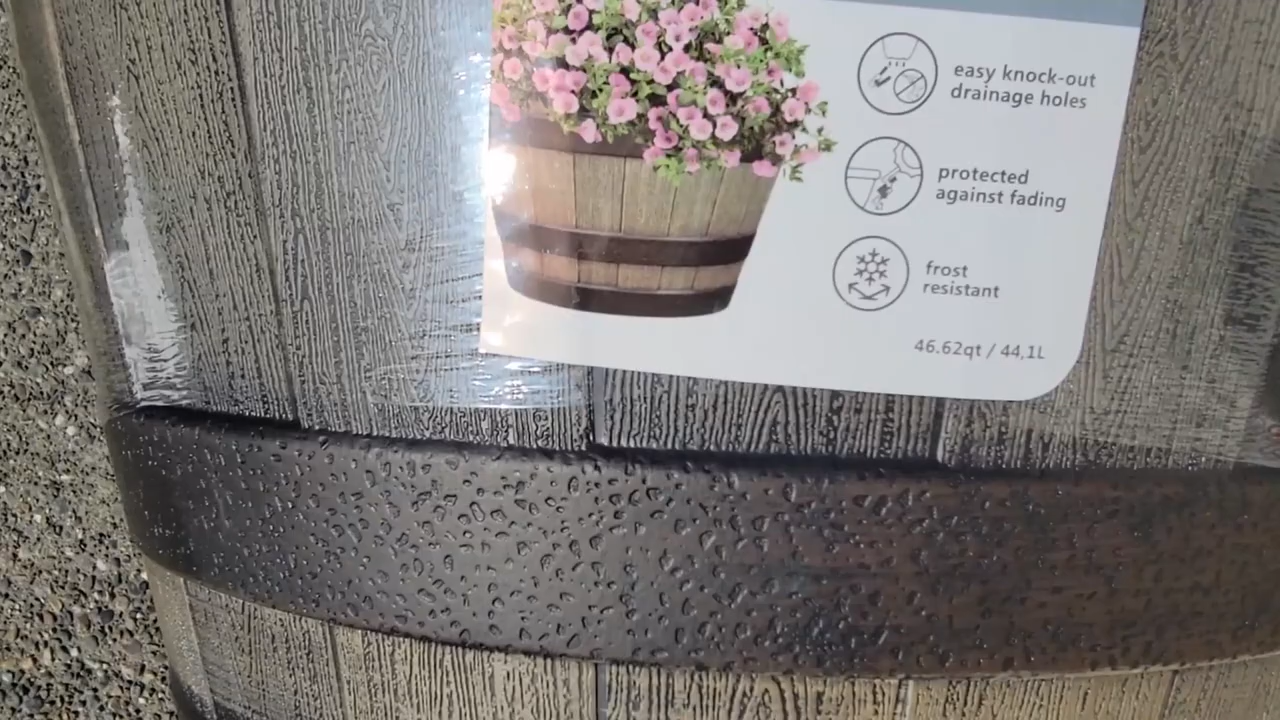 easy knock-out
drainage holes
protected
against fading
frost
resistant
46.62qt / 44,1L